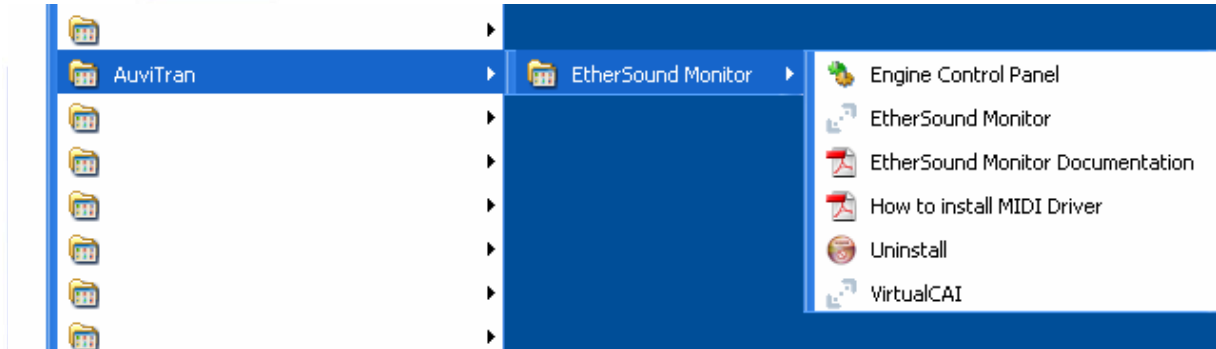 AuviTran
EtherSound Monitor
Engine Control Panel
EtherSound Monitor
EtherSound Monitor Documentation
How to install MIDI Driver
Uninstall
VirtualCAI